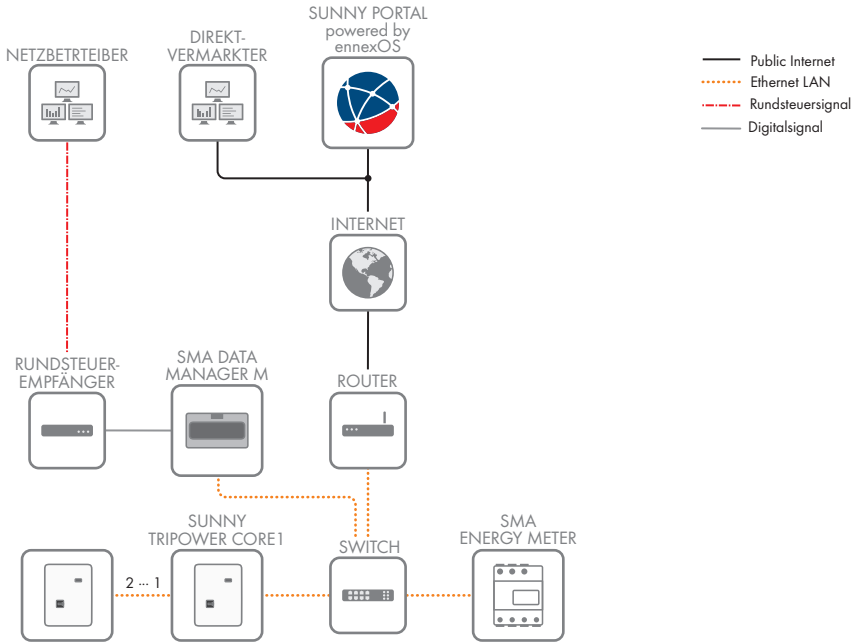 SUNNY PORTAL
powered by
ennexOS
DIREKT-
VERMARKTER
NETZBETRTEIBER
Public Internet
Ethernet LAN
Rundsteuersignal
Digitalsignal
INTERNET
RUNDSTEUER-
EMPFÄNGER
SMA DATA
MANAGER M
ROUTER
SUNNY
TRIPOWER CORE1
SWITCH
SMA
ENERGY METER
2 ... 1